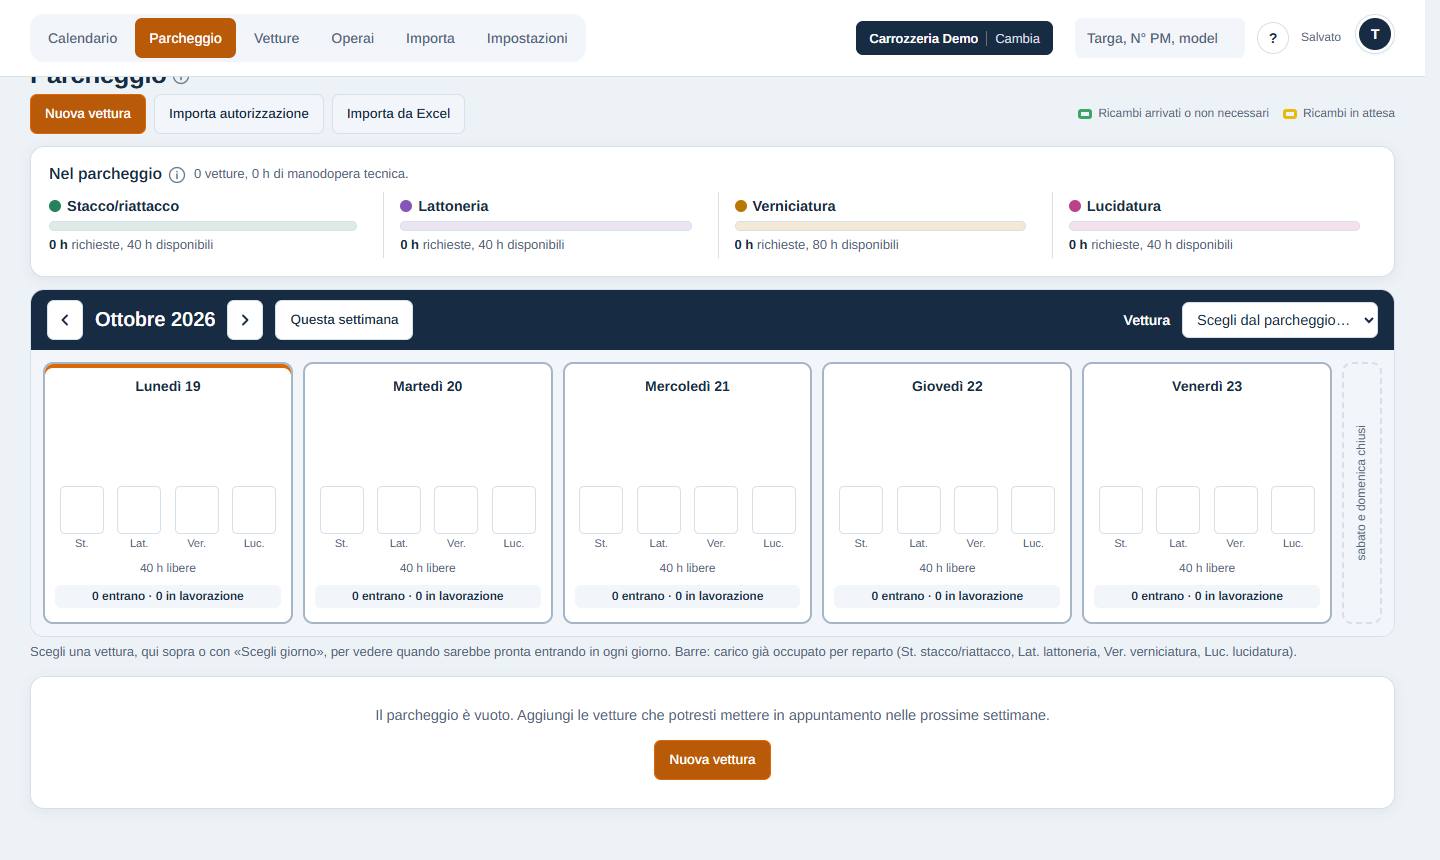 Calendario Parcheggio Vetture Operai Importa Impostazioni
Carrozzeria Demo Cambia
Targa, N° PM, model
? Salvato T
Parcheggio
Nuova vettura Importa autorizzazione Importa da Excel
Ricambi arrivati o non necessari Ricambi in attesa
Nel parcheggio 0 vetture, 0 h di manodopera tecnica.
Stacco/riattacco Lattoneria Verniciatura Lucidatura
0 h richieste, 40 h disponibili 0 h richieste, 40 h disponibili 0 h richieste, 80 h disponibili 0 h richieste, 40 h disponibili
Ottobre 2026 Questa settimana Vettura Scegli dal parcheggio…
Lunedì 19 Martedì 20 Mercoledì 21 Giovedì 22 Venerdì 23
St. Lat. Ver. Luc. St. Lat. Ver. Luc. St. Lat. Ver. Luc. St. Lat. Ver. Luc. St. Lat. Ver. Luc.
40 h libere 40 h libere 40 h libere 40 h libere 40 h libere
0 entrano · 0 in lavorazione 0 entrano · 0 in lavorazione 0 entrano · 0 in lavorazione 0 entrano · 0 in lavorazione 0 entrano · 0 in lavorazione
sabato e domenica chiusi
Scegli una vettura, qui sopra o con «Scegli giorno», per vedere quando sarebbe pronta entrando in ogni giorno. Barre: carico già occupato per reparto (St. stacco/riattacco, Lat. lattoneria, Ver. verniciatura, Luc. lucidatura).
Il parcheggio è vuoto. Aggiungi le vetture che potresti mettere in appuntamento nelle prossime settimane.
Nuova vettura